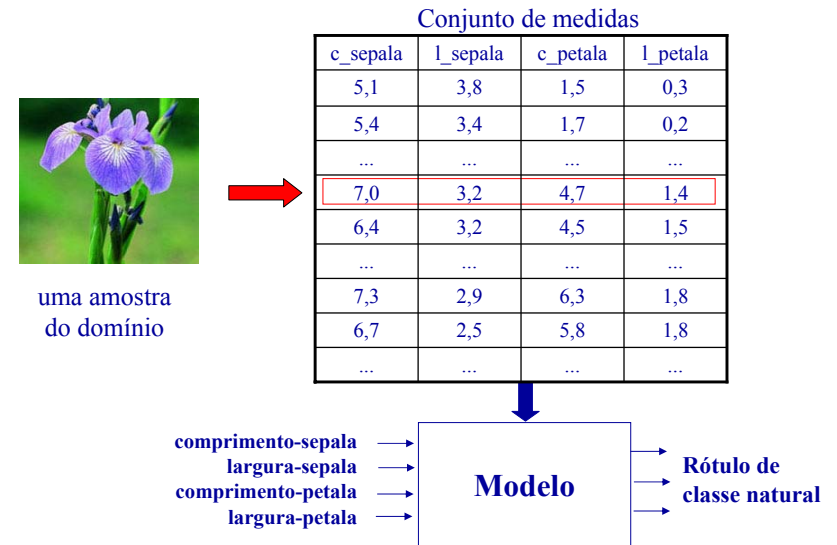 Conjunto de medidas
c_sepala l_sepala c_petala l_petala
5,1 3,8 1,5 0,3
5,4 3,4 1,7 0,2
... ... ... ...
7,0 3,2 4,7 1,4
6,4 3,2 4,5 1,5
... ... ... ...
7,3 2,9 6,3 1,8
6,7 2,5 5,8 1,8
... ... ... ...
uma amostra
do domínio
comprimento-sepala
largura-sepala
comprimento-petala
largura-petala
Modelo
Rótulo de
classe natural